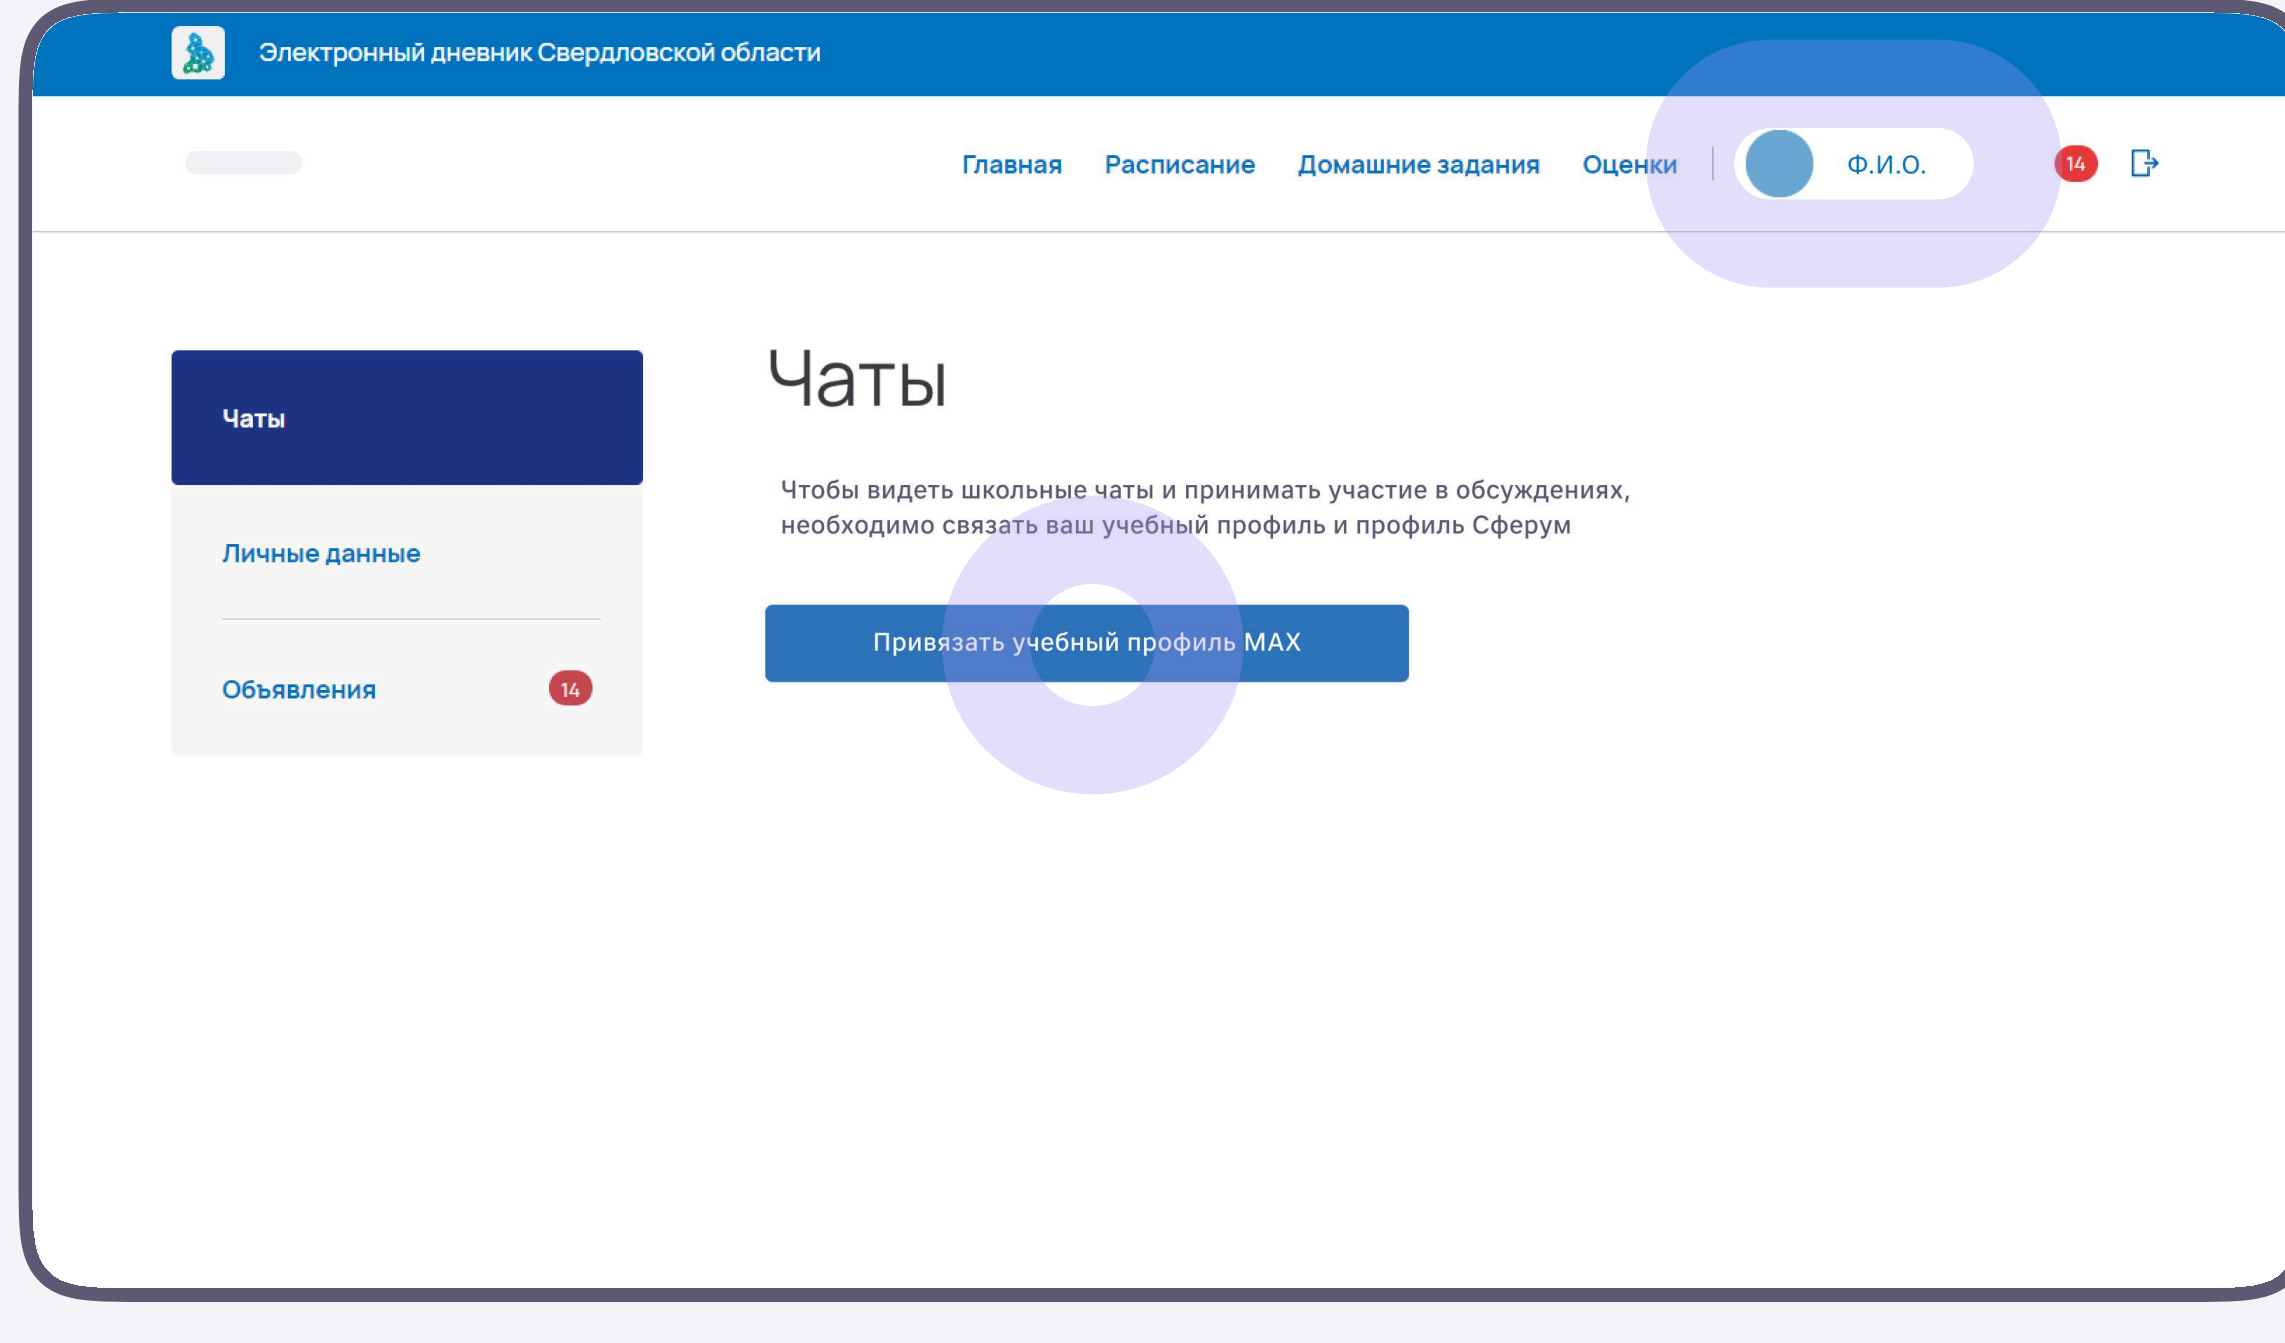 Электронный дневник Свердловской области
Главная Расписание Домашние задания Оценки Ф.И.О. 14
Чаты
Личные данные
Объявления 14
Чаты
Чтобы видеть школьные чаты и принимать участие в обсуждениях,
необходимо связать ваш учебный профиль и профиль Сферум
Привязать учебный профиль MAX